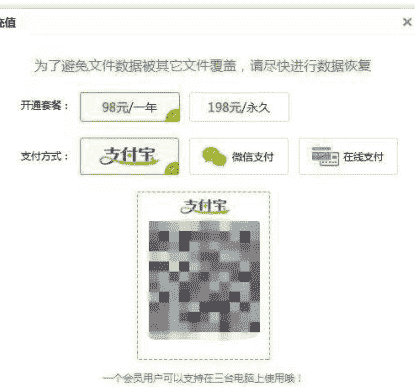 充值
×
为了避免文件数据被其它文件覆盖，请尽快进行数据恢复
开通套餐： 98元/一年 198元/永久
支付方式： 支付宝 微信支付 在线支付
支付宝
一个会员用户可以支持在三台电脑上使用哦！